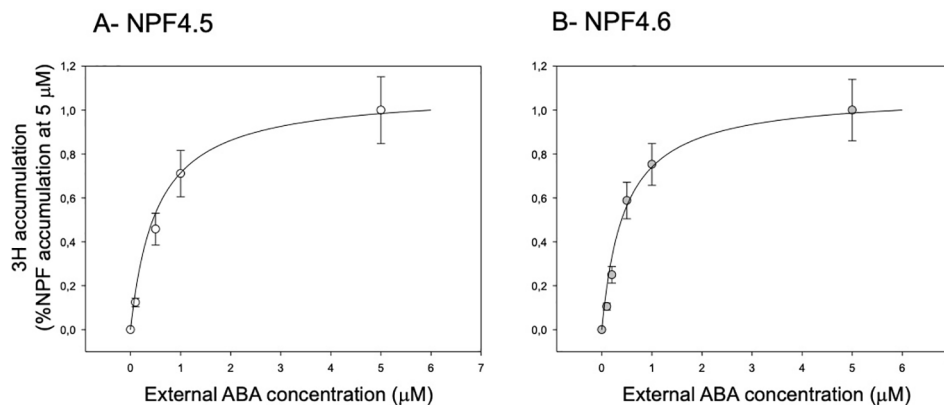 A- NPF4.5
B- NPF4.6
3H accumulation
(%NPF accumulation at 5 μM)
1,2
1,0
0,8
0,6
0,4
0,2
0,0
0 1 2 3 4 5 6 7
External ABA concentration (μM)
1,2
1,0
0,8
0,6
0,4
0,2
0,0
0 1 2 3 4 5 6
External ABA concentration (μM)